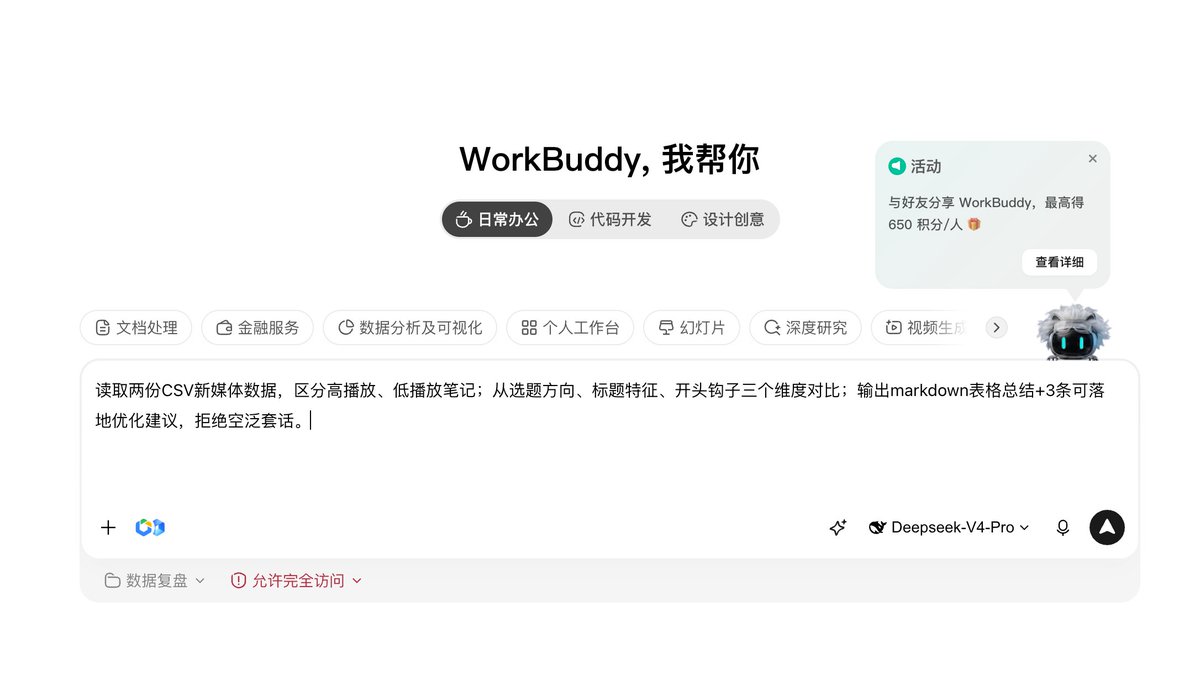 WorkBuddy, 我帮你
日常办公
代码开发
设计创意
活动
与好友分享 WorkBuddy，最高得
650 积分/人
查看详细
文档处理
金融服务
数据分析及可视化
个人工作台
幻灯片
深度研究
视频生成
读取两份CSV新媒体数据，区分高播放、低播放笔记；从选题方向、标题特征、开头钩子三个维度对比；输出markdown表格总结+3条可落
地优化建议，拒绝空泛套话。
Deepseek-V4-Pro
数据复盘
允许完全访问